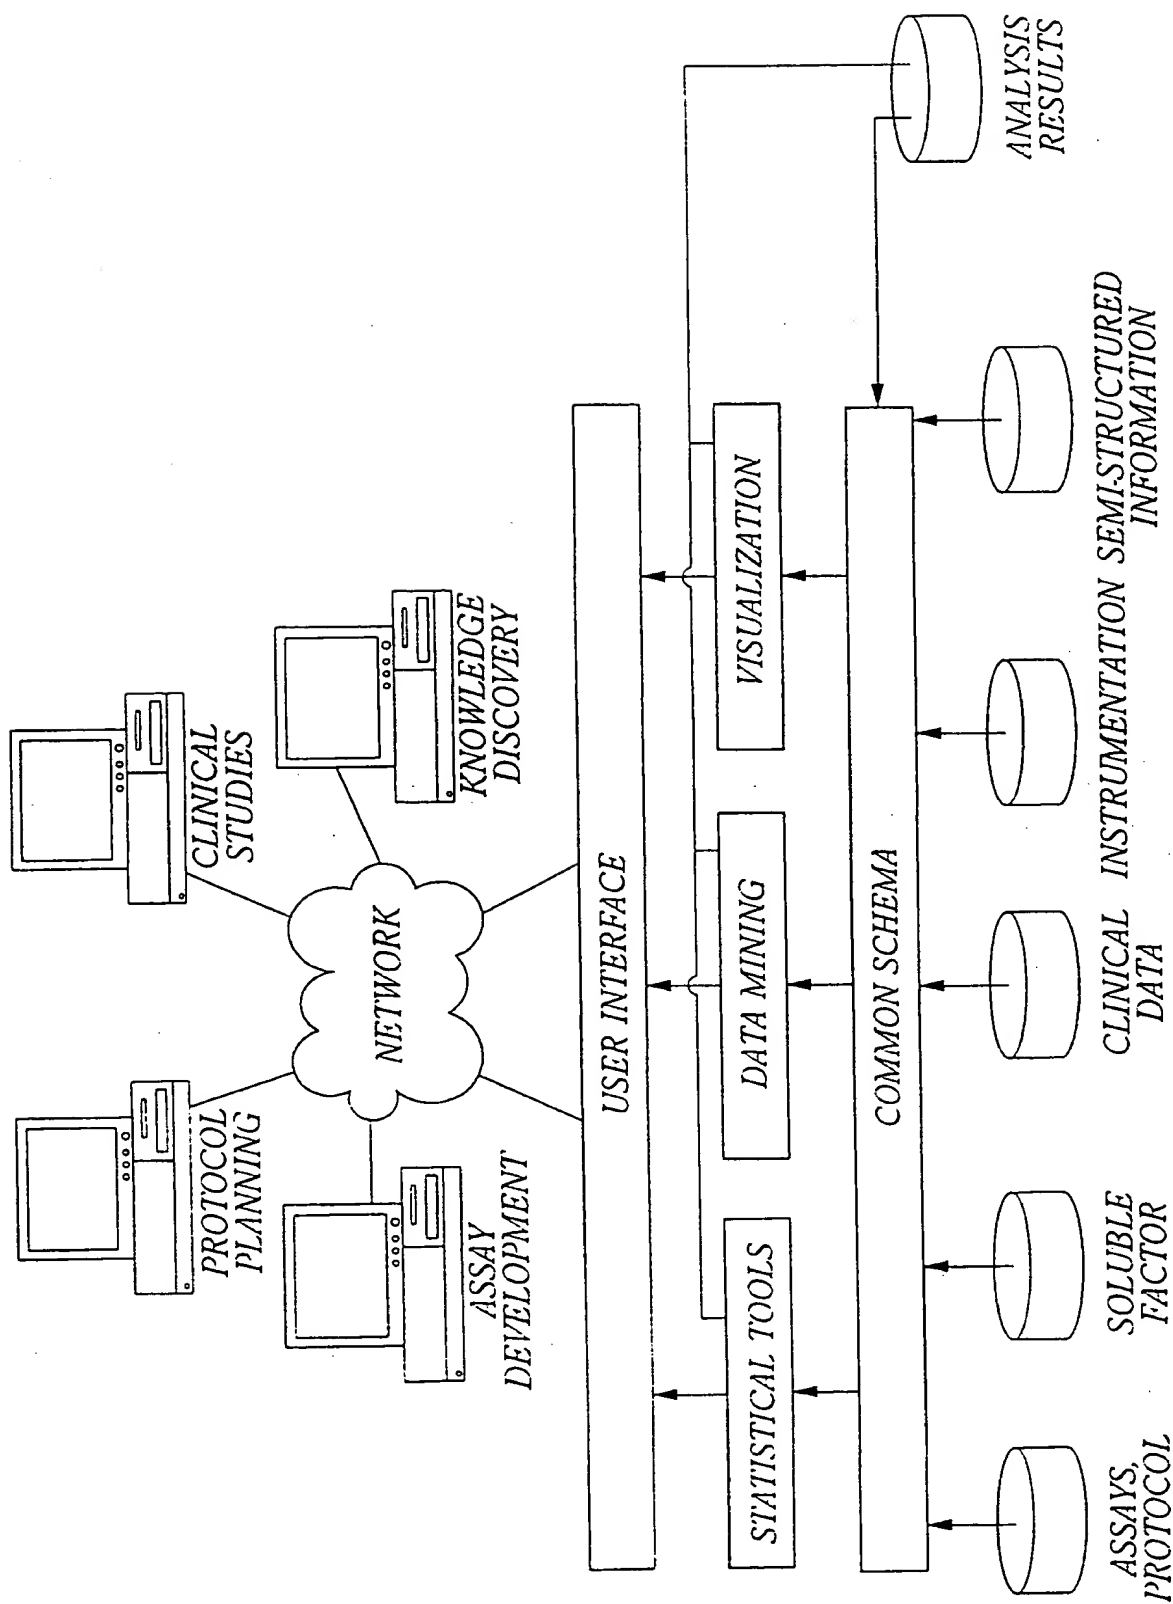 PROTOCOL
PLANNING
CLINICAL
STUDIES
ASSAY
DEVELOPMENT
NETWORK
KNOWLEDGE
DISCOVERY
USER INTERFACE
STATISTICAL TOOLS
DATA MINING
VISUALIZATION
COMMON SCHEMA
ASSAYS,
PROTOCOL
SOLUBLE
FACTOR
CLINICAL
DATA
INSTRUMENTATION
SEMI-STRUCTURED
INFORMATION
ANALYSIS
RESULTS